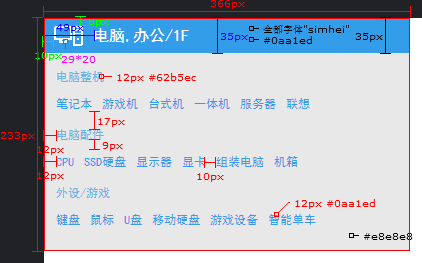 366px
49px
电脑,办公/1F
35px
全部字体"simhei"
#0aa1ed
35px
10px
29*20
电脑整机
12px #62b5ec
笔记本 游戏机 台式机 一体机 服务器 联想
17px
233px
电脑配件
9px
12px
12px
CPU SSD硬盘 显示器 显卡 组装电脑 机箱
10px
外设/游戏
12px #0aa1ed
键盘 鼠标 U盘 移动硬盘 游戏设备 智能单车
#e8e8e8